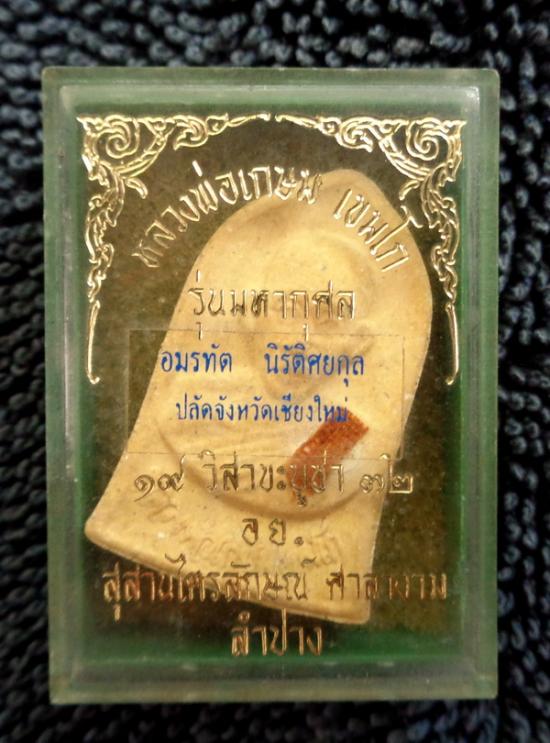 หลวงพ่อเกษม เขมโก
รุ่นมหากุศล
อมรทัต นิรัติศยกุล
ปลัดจังหวัดเชียงใหม่
๑๙ วิสาขะบูชา ๓๒
อย.
สุสานไตรลักษณ์ ศาลางาม
ลำปาง